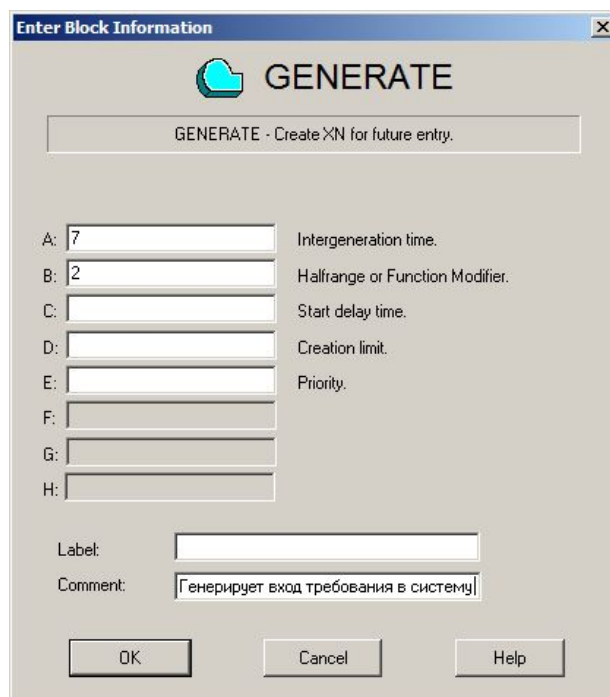 Enter Block Information
GENERATE
GENERATE - Create XN for future entry.
A: 7 Intergeneration time.
B: 2 Halfrange or Function Modifier.
C: Start delay time.
D: Creation limit.
E: Priority.
F:
G:
H:
Label:
Comment: Генерирует вход требования в систему
OK Cancel Help